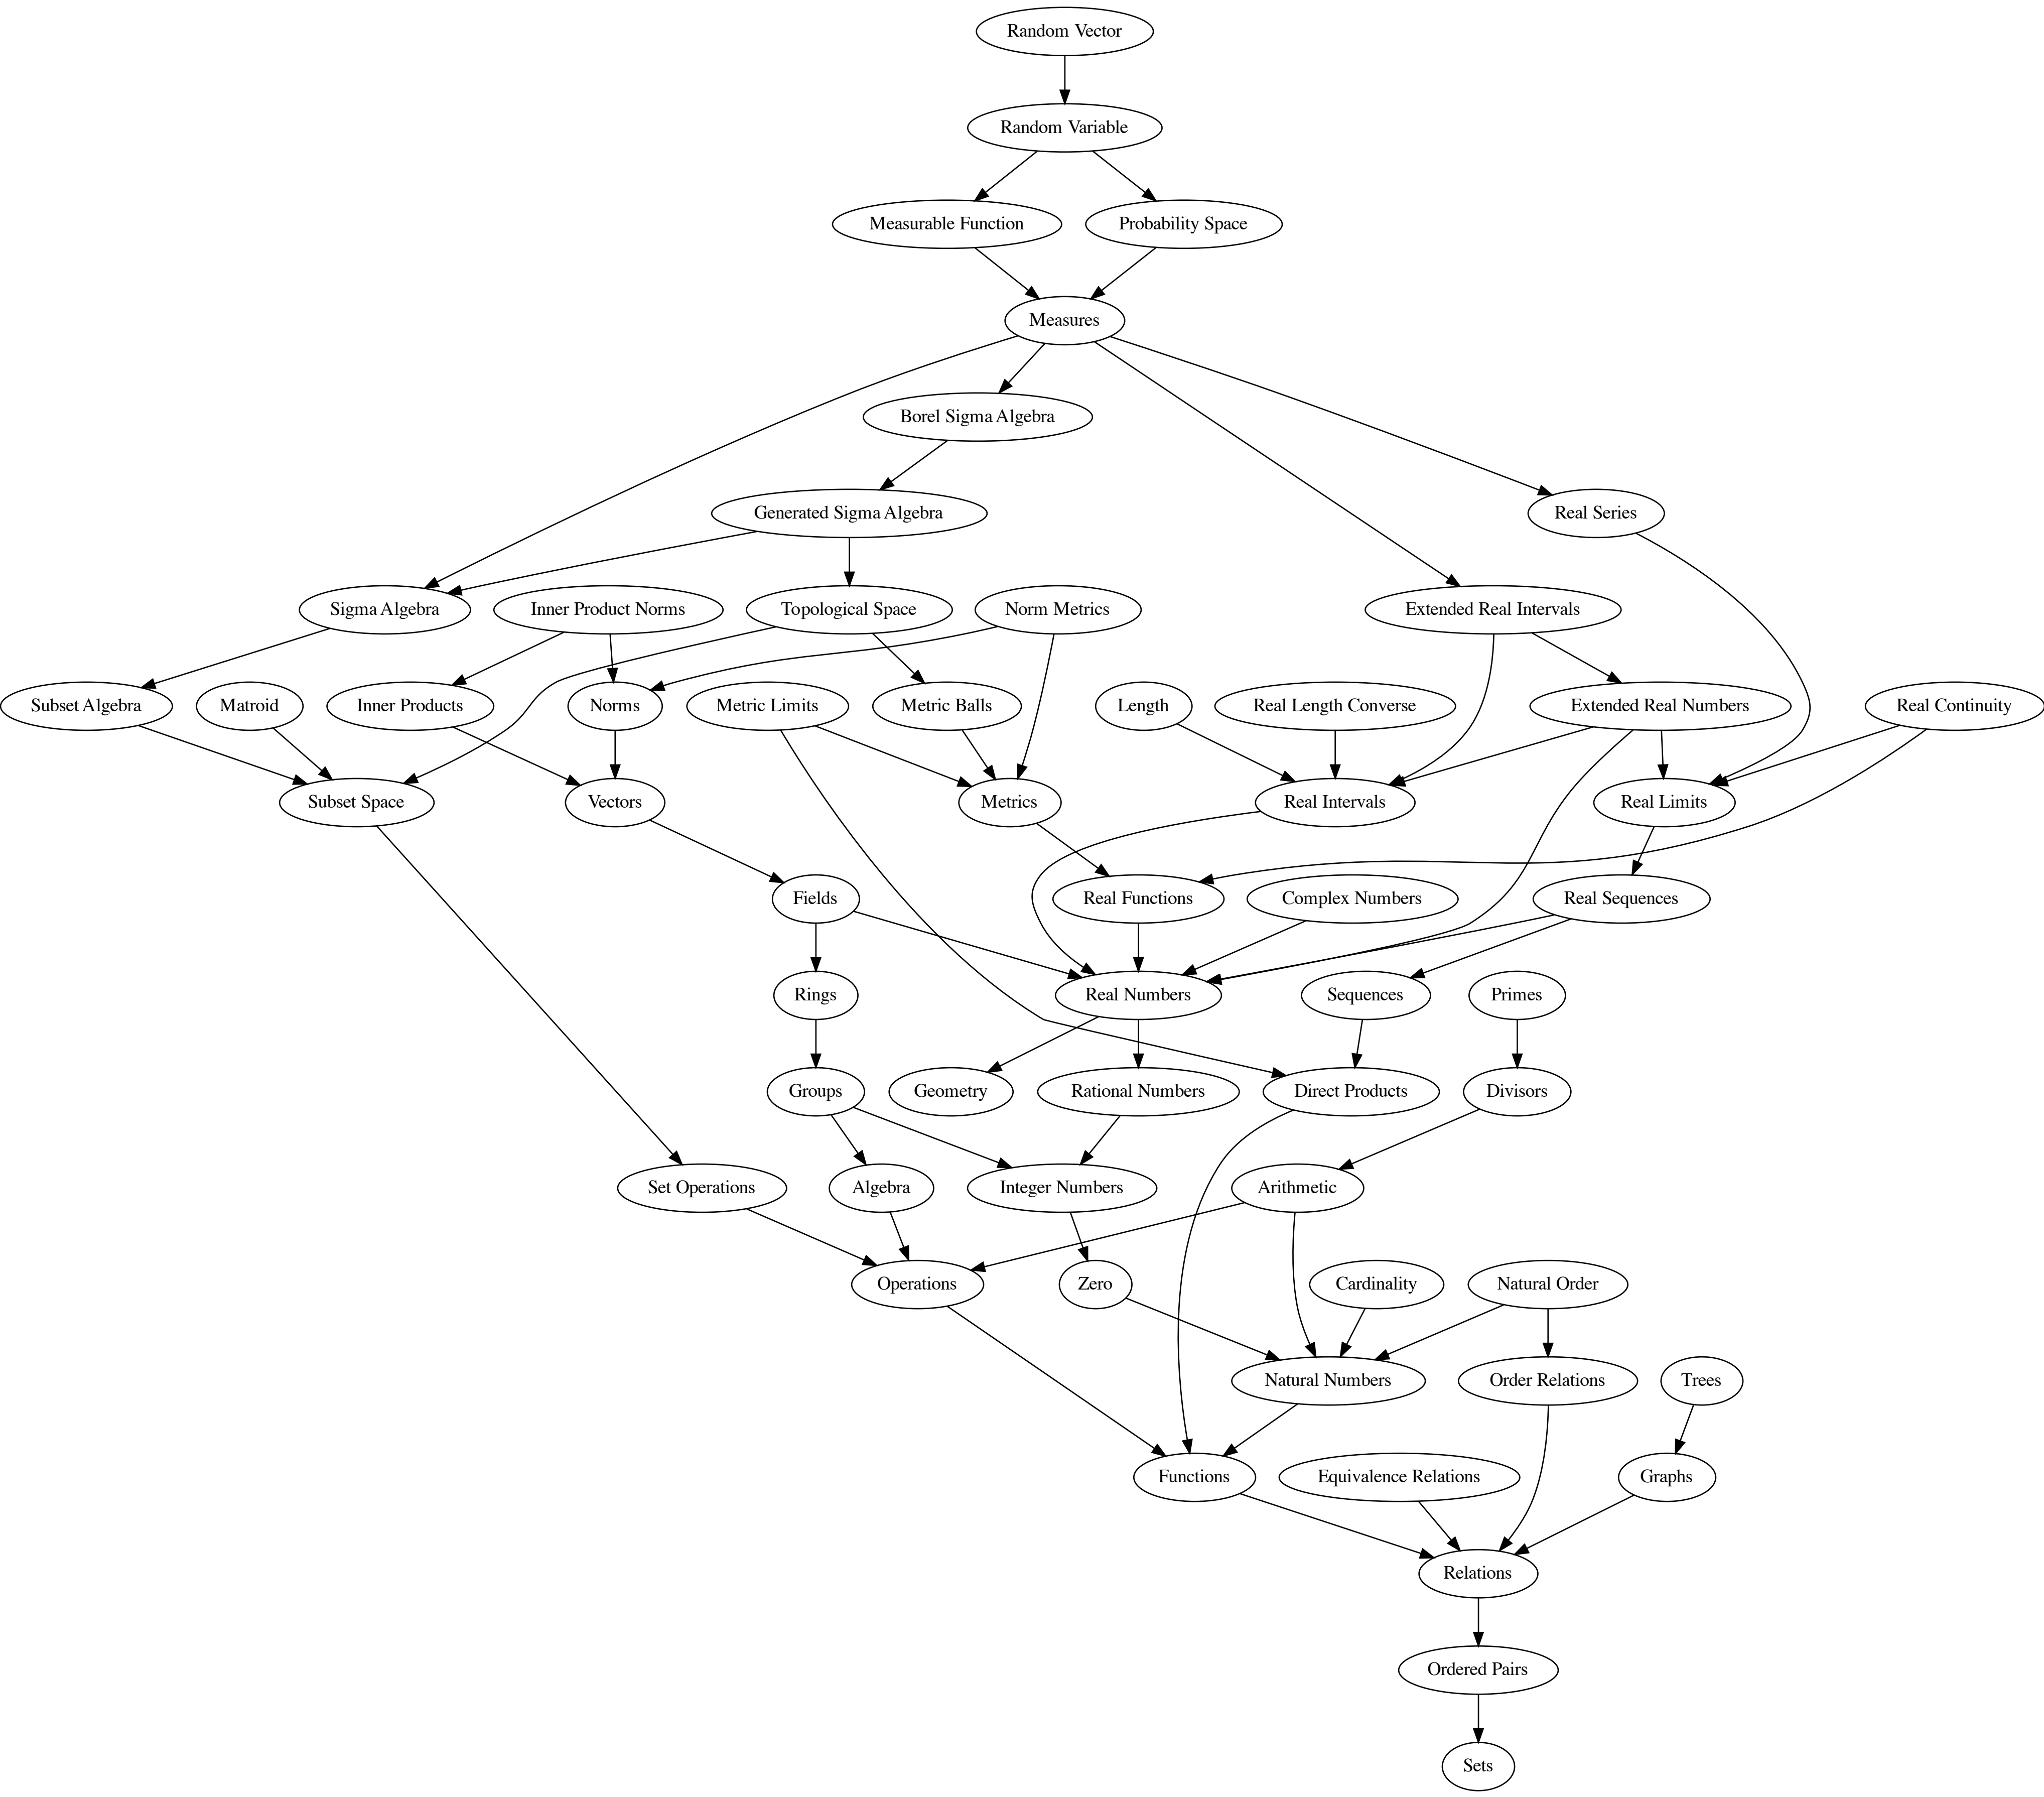 Random Vector
Random Variable
Measurable Function
Probability Space
Measures
Borel Sigma Algebra
Generated Sigma Algebra
Real Series
Sigma Algebra
Inner Product Norms
Topological Space
Norm Metrics
Extended Real Intervals
Subset Algebra
Matroid
Inner Products
Norms
Metric Limits
Metric Balls
Length
Real Length Converse
Extended Real Numbers
Real Continuity
Subset Space
Vectors
Metrics
Real Intervals
Real Limits
Fields
Real Functions
Complex Numbers
Real Sequences
Rings
Real Numbers
Sequences
Primes
Groups
Geometry
Rational Numbers
Direct Products
Divisors
Set Operations
Algebra
Integer Numbers
Arithmetic
Operations
Zero
Cardinality
Natural Order
Natural Numbers
Order Relations
Trees
Functions
Equivalence Relations
Graphs
Relations
Ordered Pairs
Sets